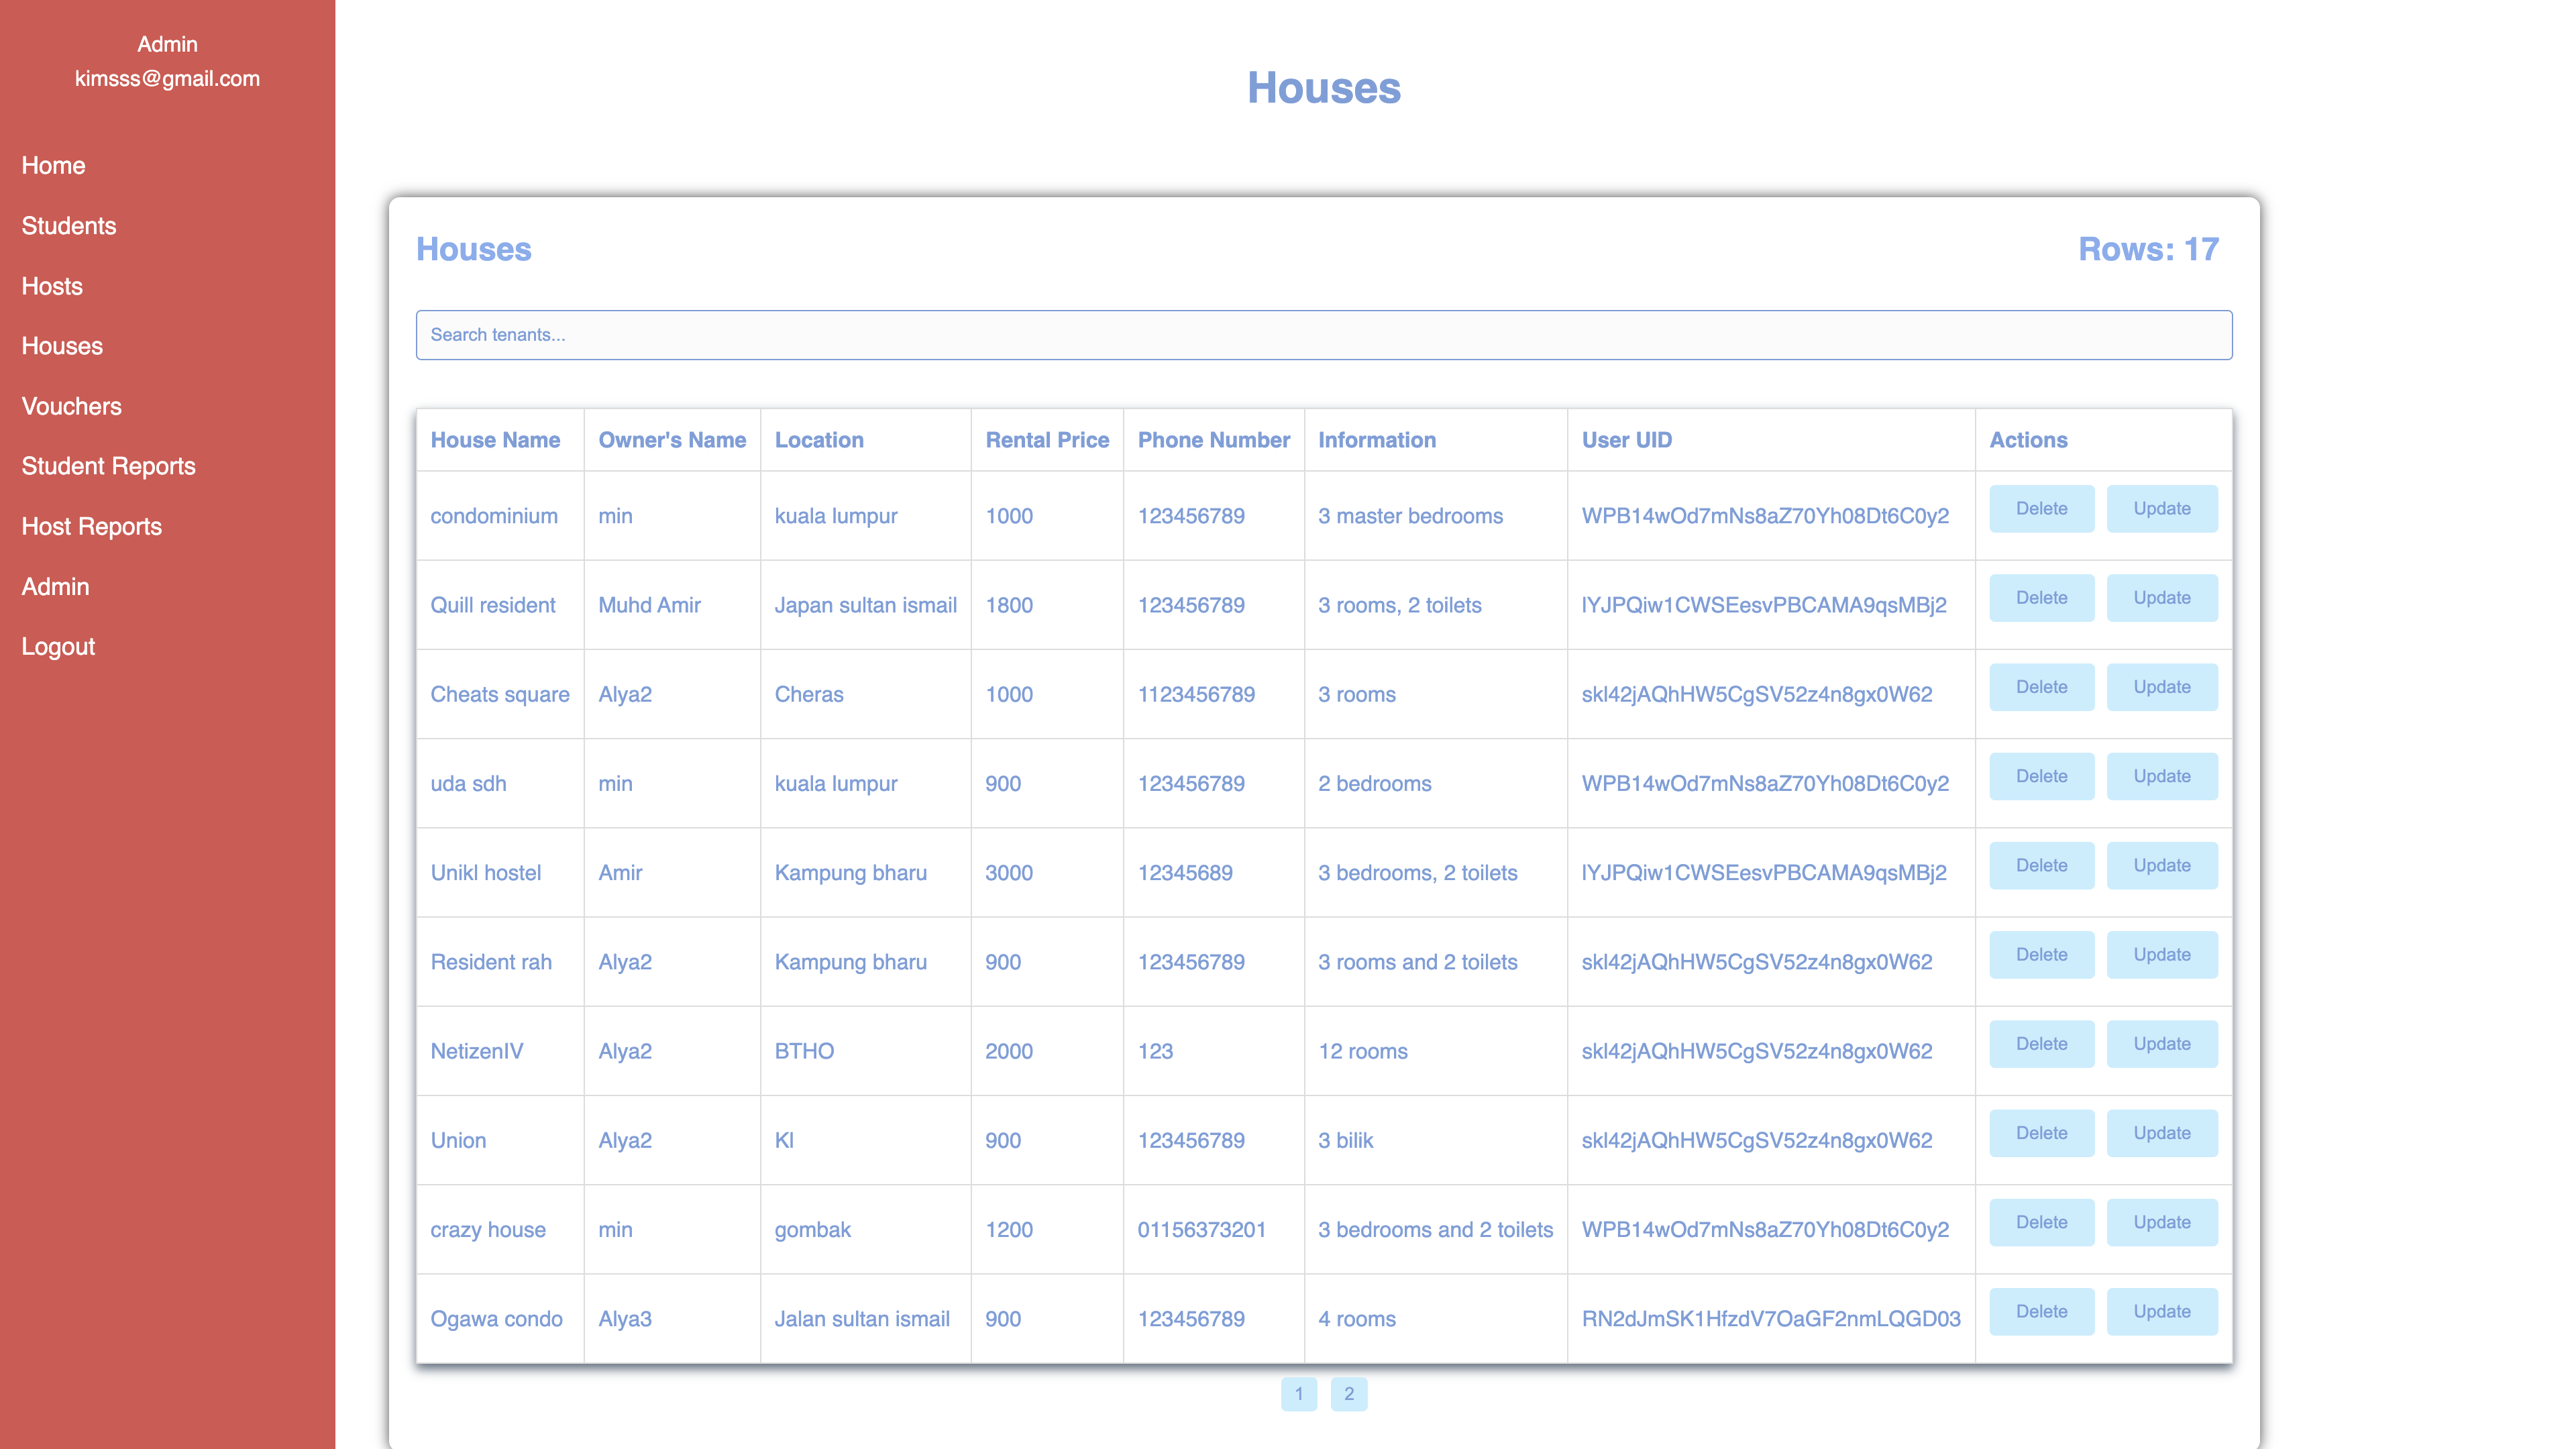 Admin
kimsss@gmail.com
Home
Students
Hosts
Houses
Vouchers
Student Reports
Host Reports
Admin
Logout
Houses
Houses Rows: 17
Search tenants...
House Name Owner's Name Location Rental Price Phone Number Information User UID Actions
condominium min kuala lumpur 1000 123456789 3 master bedrooms WPB14wOd7mNs8aZ70Yh08Dt6C0y2 Delete Update
Quill resident Muhd Amir Japan sultan ismail 1800 123456789 3 rooms, 2 toilets lYJPQiw1CWSEesvPBCAMA9qsMBj2 Delete Update
Cheats square Alya2 Cheras 1000 1123456789 3 rooms skl42jAQhHW5CgSV52z4n8gx0W62 Delete Update
uda sdh min kuala lumpur 900 123456789 2 bedrooms WPB14wOd7mNs8aZ70Yh08Dt6C0y2 Delete Update
Unikl hostel Amir Kampung bharu 3000 12345689 3 bedrooms, 2 toilets lYJPQiw1CWSEesvPBCAMA9qsMBj2 Delete Update
Resident rah Alya2 Kampung bharu 900 123456789 3 rooms and 2 toilets skl42jAQhHW5CgSV52z4n8gx0W62 Delete Update
NetizenIV Alya2 BTHO 2000 123 12 rooms skl42jAQhHW5CgSV52z4n8gx0W62 Delete Update
Union Alya2 Kl 900 123456789 3 bilik skl42jAQhHW5CgSV52z4n8gx0W62 Delete Update
crazy house min gombak 1200 01156373201 3 bedrooms and 2 toilets WPB14wOd7mNs8aZ70Yh08Dt6C0y2 Delete Update
Ogawa condo Alya3 Jalan sultan ismail 900 123456789 4 rooms RN2dJmSK1HfzdV7OaGF2nmLQGD03 Delete Update
1 2